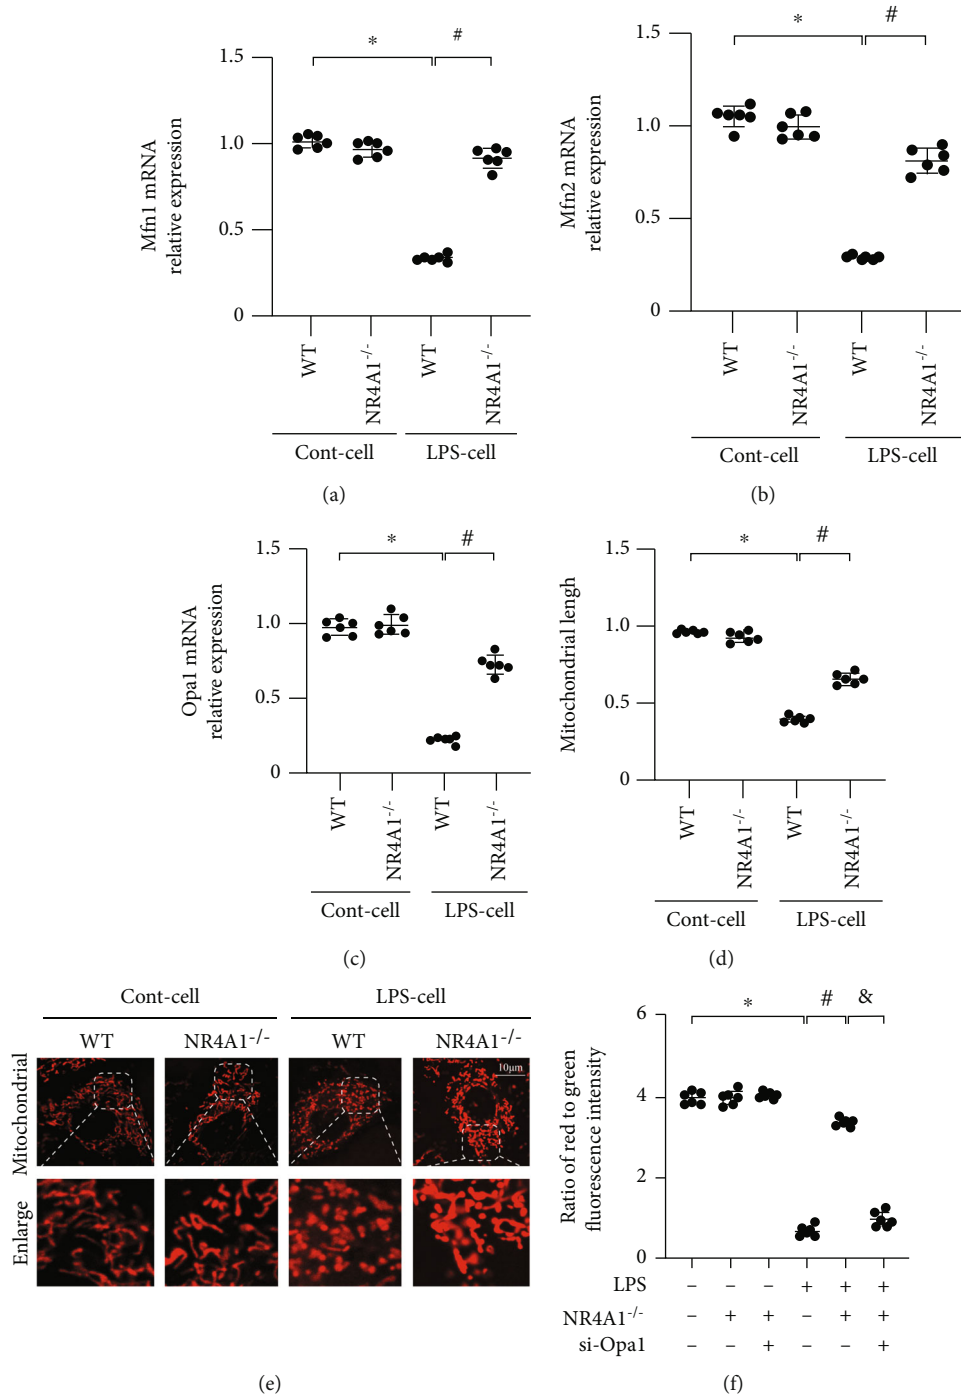 Mfn1 mRNA
relative expression
1.5
1.0
0.5
0
*
#
WT
NR4A1-/-
WT
NR4A1-/-
Cont-cell
LPS-cell
(a)
Mfn2 mRNA
relative expression
1.5
1.0
0.5
0
*
#
WT
NR4A1-/-
WT
NR4A1-/-
Cont-cell
LPS-cell
(b)
Opa1 mRNA
relative expression
1.5
1.0
0.5
0
*
#
WT
NR4A1-/-
WT
NR4A1-/-
Cont-cell
LPS-cell
(c)
Mitochondrial lengh
1.5
1.0
0.5
0
*
#
WT
NR4A1-/-
WT
NR4A1-/-
Cont-cell
LPS-cell
(d)
Cont-cell
LPS-cell
WT
NR4A1-/-
WT
NR4A1-/-
Mitochondrial
10μm
Enlarge
(e)
Ratio of red to green
fluorescence intensity
6
4
2
0
*
#
&
LPS – – – + + +
NR4A1-/- – + + – + +
si-Opa1 – – + – – +
(f)